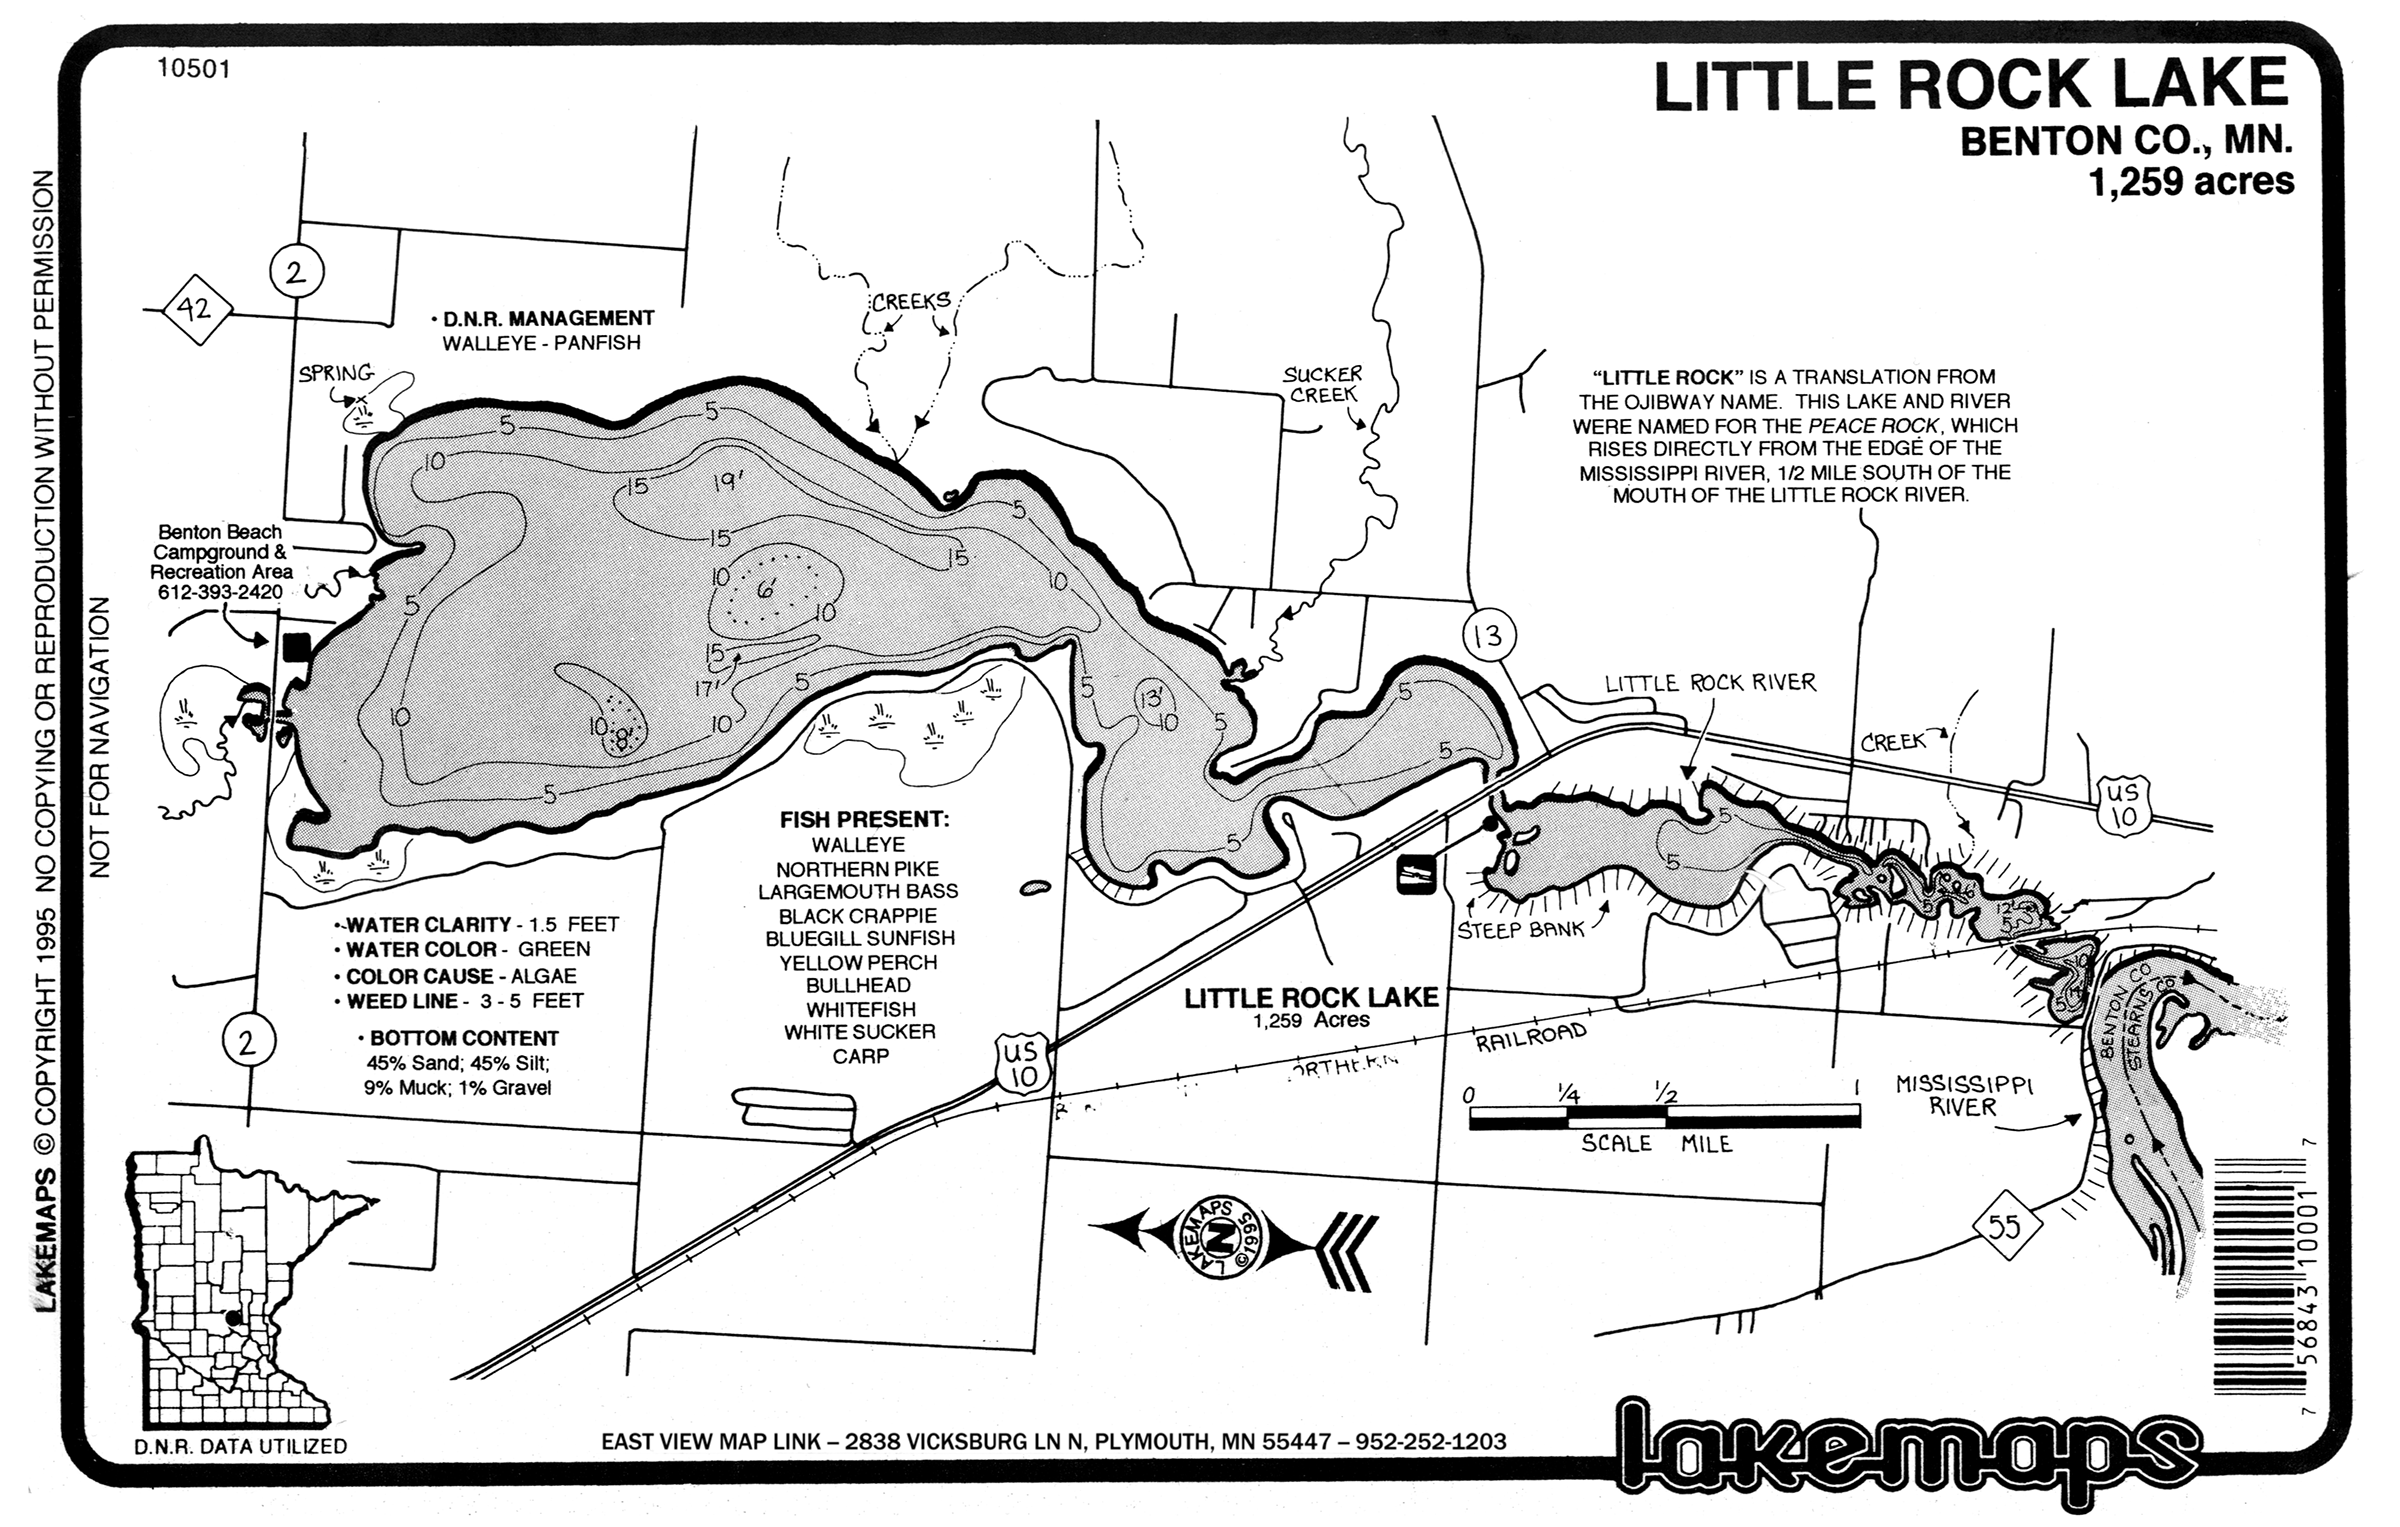 10501
LITTLE ROCK LAKE
BENTON CO., MN.
1,259 acres
LAKEMAPS © COPYRIGHT 1995 NO COPYING OR REPRODUCTION WITHOUT PERMISSION
NOT FOR NAVIGATION
2
42
• D.N.R. MANAGEMENT
WALLEYE - PANFISH
CREEKS
SPRING
SUCKER
CREEK
"LITTLE ROCK" IS A TRANSLATION FROM
THE OJIBWAY NAME. THIS LAKE AND RIVER
WERE NAMED FOR THE PEACE ROCK, WHICH
RISES DIRECTLY FROM THE EDGE OF THE
MISSISSIPPI RIVER, 1/2 MILE SOUTH OF THE
MOUTH OF THE LITTLE ROCK RIVER.
5
5
10
15
19'
5
15
15
10
10
6'
10
5
15
17'
5
10
10
10
8'
5
5
13'
10
5
5
5
5
Benton Beach
Campground &
Recreation Area
612-393-2420
13
LITTLE ROCK RIVER
CREEK
US
10
5
5
5
12'
5
10
5
STEEP BANK
FISH PRESENT:
WALLEYE
NORTHERN PIKE
LARGEMOUTH BASS
BLACK CRAPPIE
BLUEGILL SUNFISH
YELLOW PERCH
BULLHEAD
WHITEFISH
WHITE SUCKER
CARP
• WATER CLARITY - 1.5 FEET
• WATER COLOR - GREEN
• COLOR CAUSE - ALGAE
• WEED LINE - 3 - 5 FEET
• BOTTOM CONTENT
45% Sand; 45% Silt;
9% Muck; 1% Gravel
2
LITTLE ROCK LAKE
1,259 Acres
US
10
RAILROAD
BENTON CO
STEARNS CO
MISSISSIPPI
RIVER
0 1/4 1/2 1
SCALE MILE
LAKEMAPS ©1995
N
55
7 56843 10001 7
7
D.N.R. DATA UTILIZED
EAST VIEW MAP LINK – 2838 VICKSBURG LN N, PLYMOUTH, MN 55447 – 952-252-1203
lakemaps